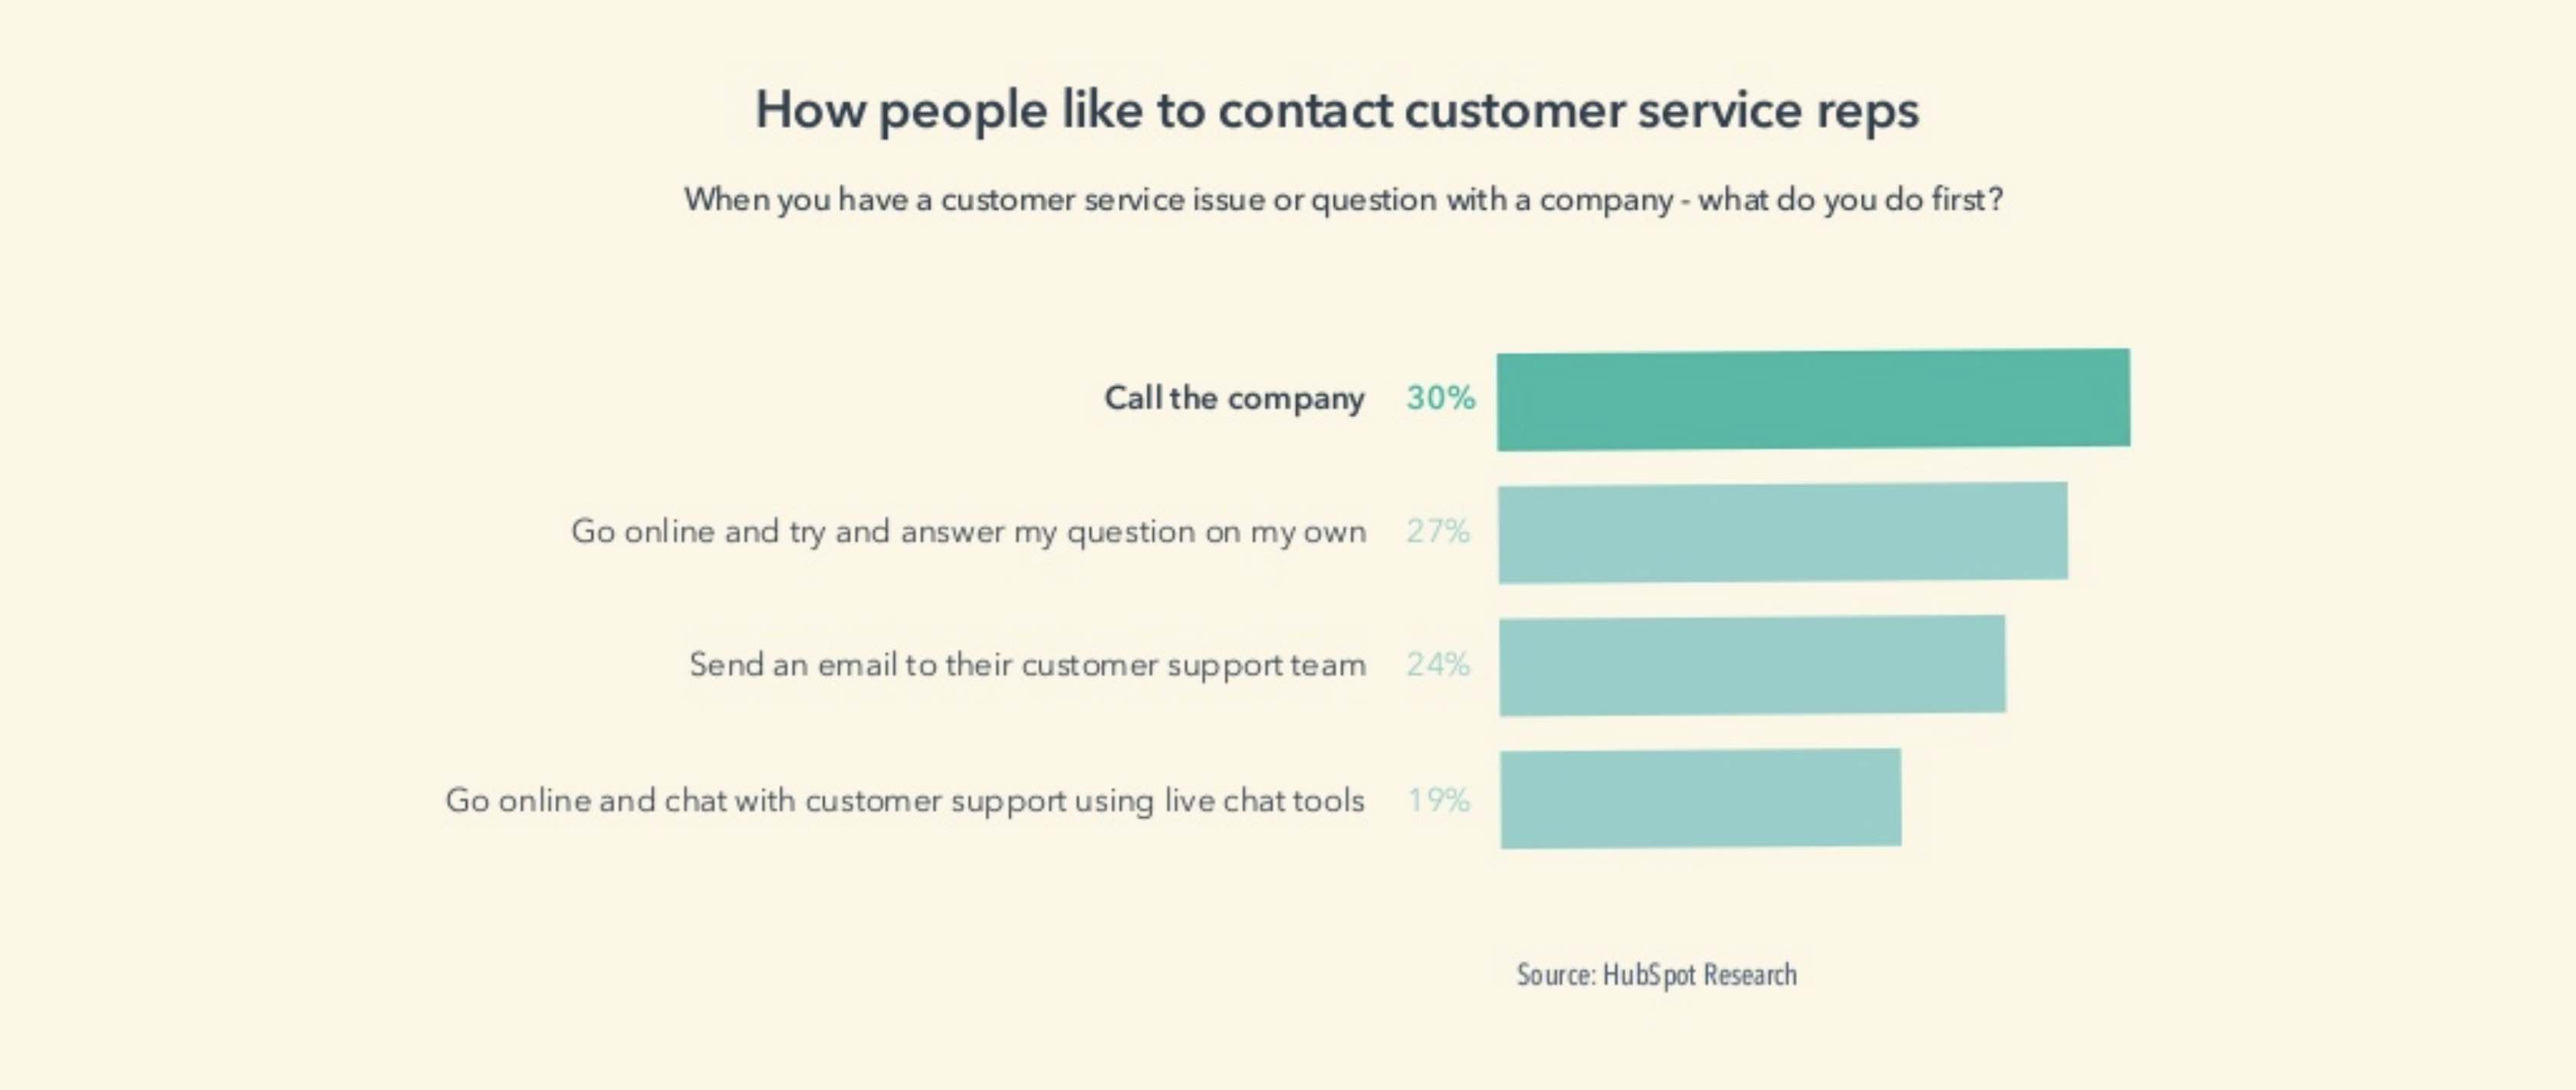 How people like to contact customer service reps
When you have a customer service issue or question with a company - what do you do first?
Call the company 30%
Go online and try and answer my question on my own 27%
Send an email to their customer support team 24%
Go online and chat with customer support using live chat tools 19%
Source: HubSpot Research